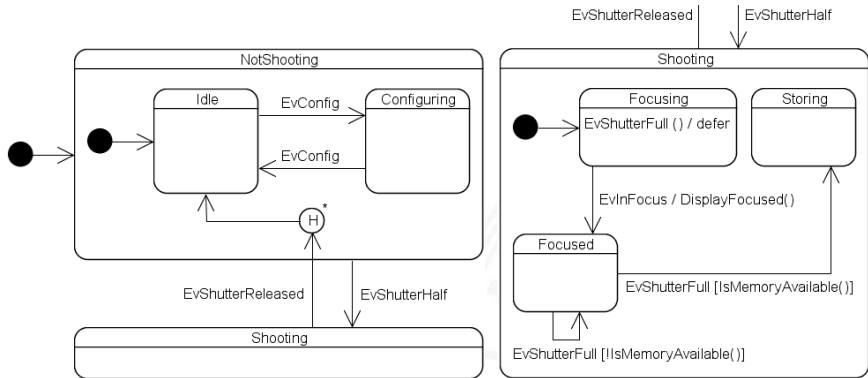 NotShooting
Idle
EvConfig
Configuring
EvConfig
H
*
EvShutterReleased
EvShutterHalf
Shooting
EvShutterReleased
EvShutterHalf
Shooting
Focusing
EvShutterFull () / defer
Storing
EvInFocus / DisplayFocused()
Focused
EvShutterFull [IsMemoryAvailable()]
EvShutterFull [!IsMemoryAvailable()]